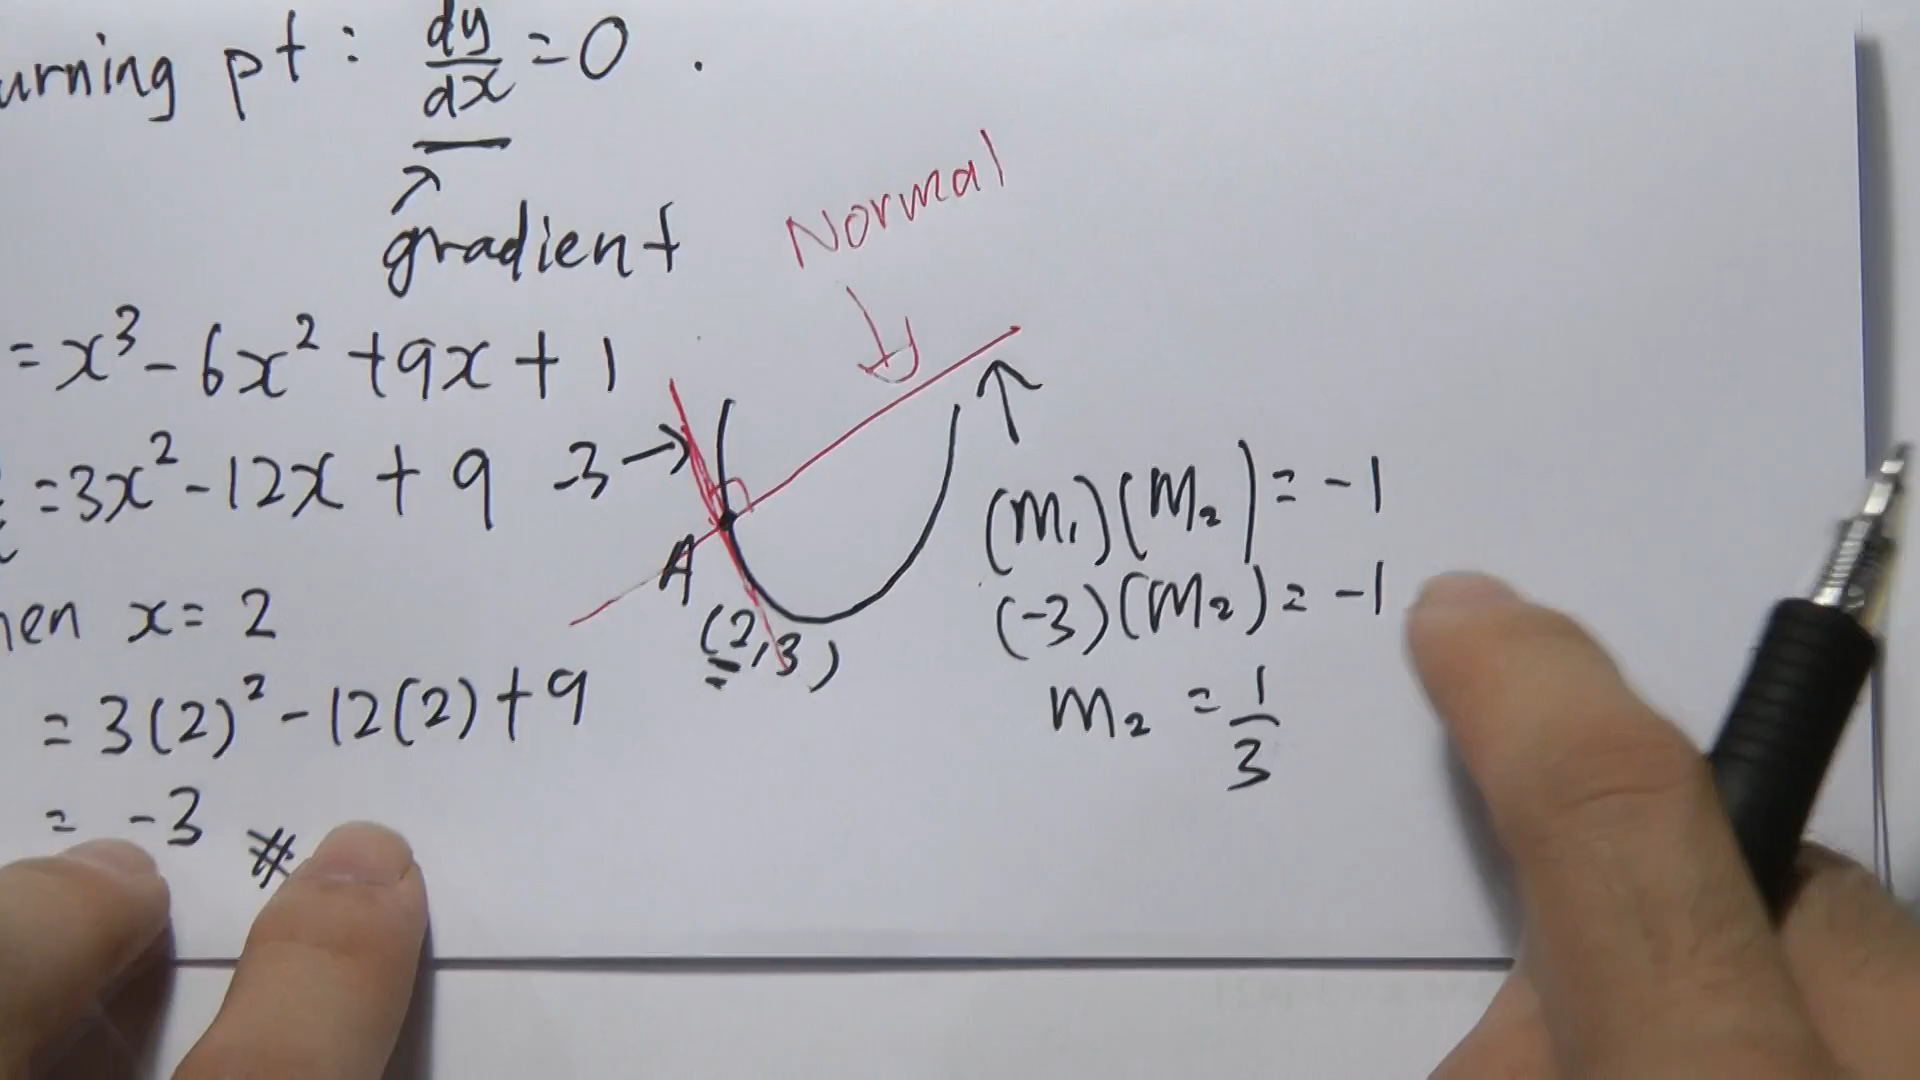 urning pt : dy/dx = 0 .
gradient
Normal
= x³ - 6x² + 9x + 1
= 3x² - 12x + 9
-3 →
A
(2,3)
(m₁)(m₂) = -1
(-3)(m₂) = -1
m₂ = 1/3
hen x = 2
= 3(2)² - 12(2) + 9
= -3 #